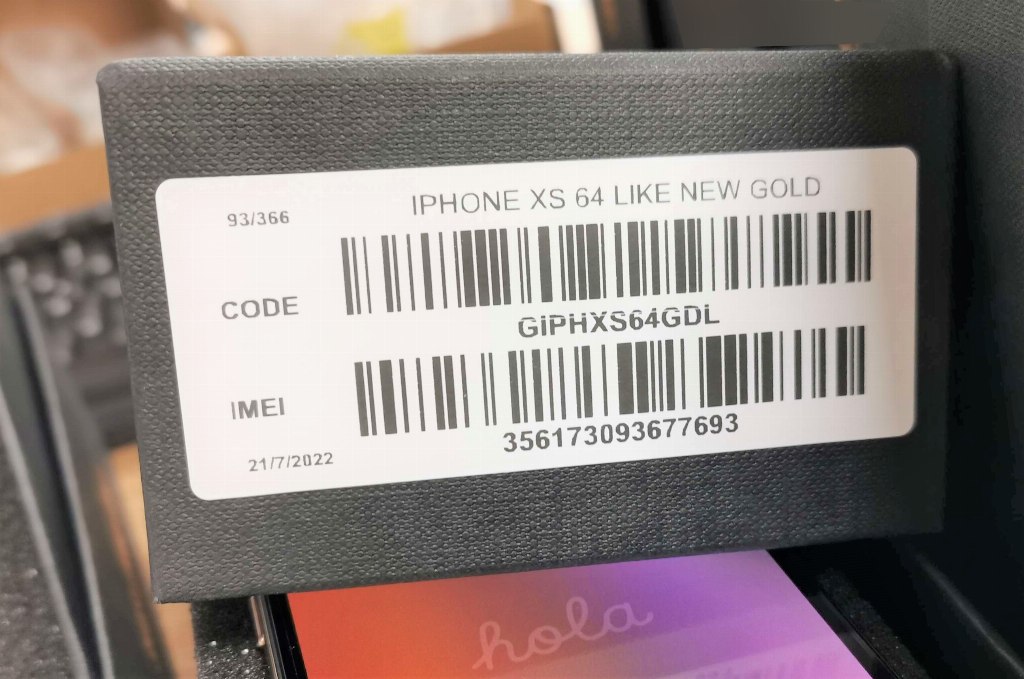 93/366
IPHONE XS 64 LIKE NEW GOLD
CODE
GIPHXS64GDL
IMEI
356173093677693
21/7/2022
hola